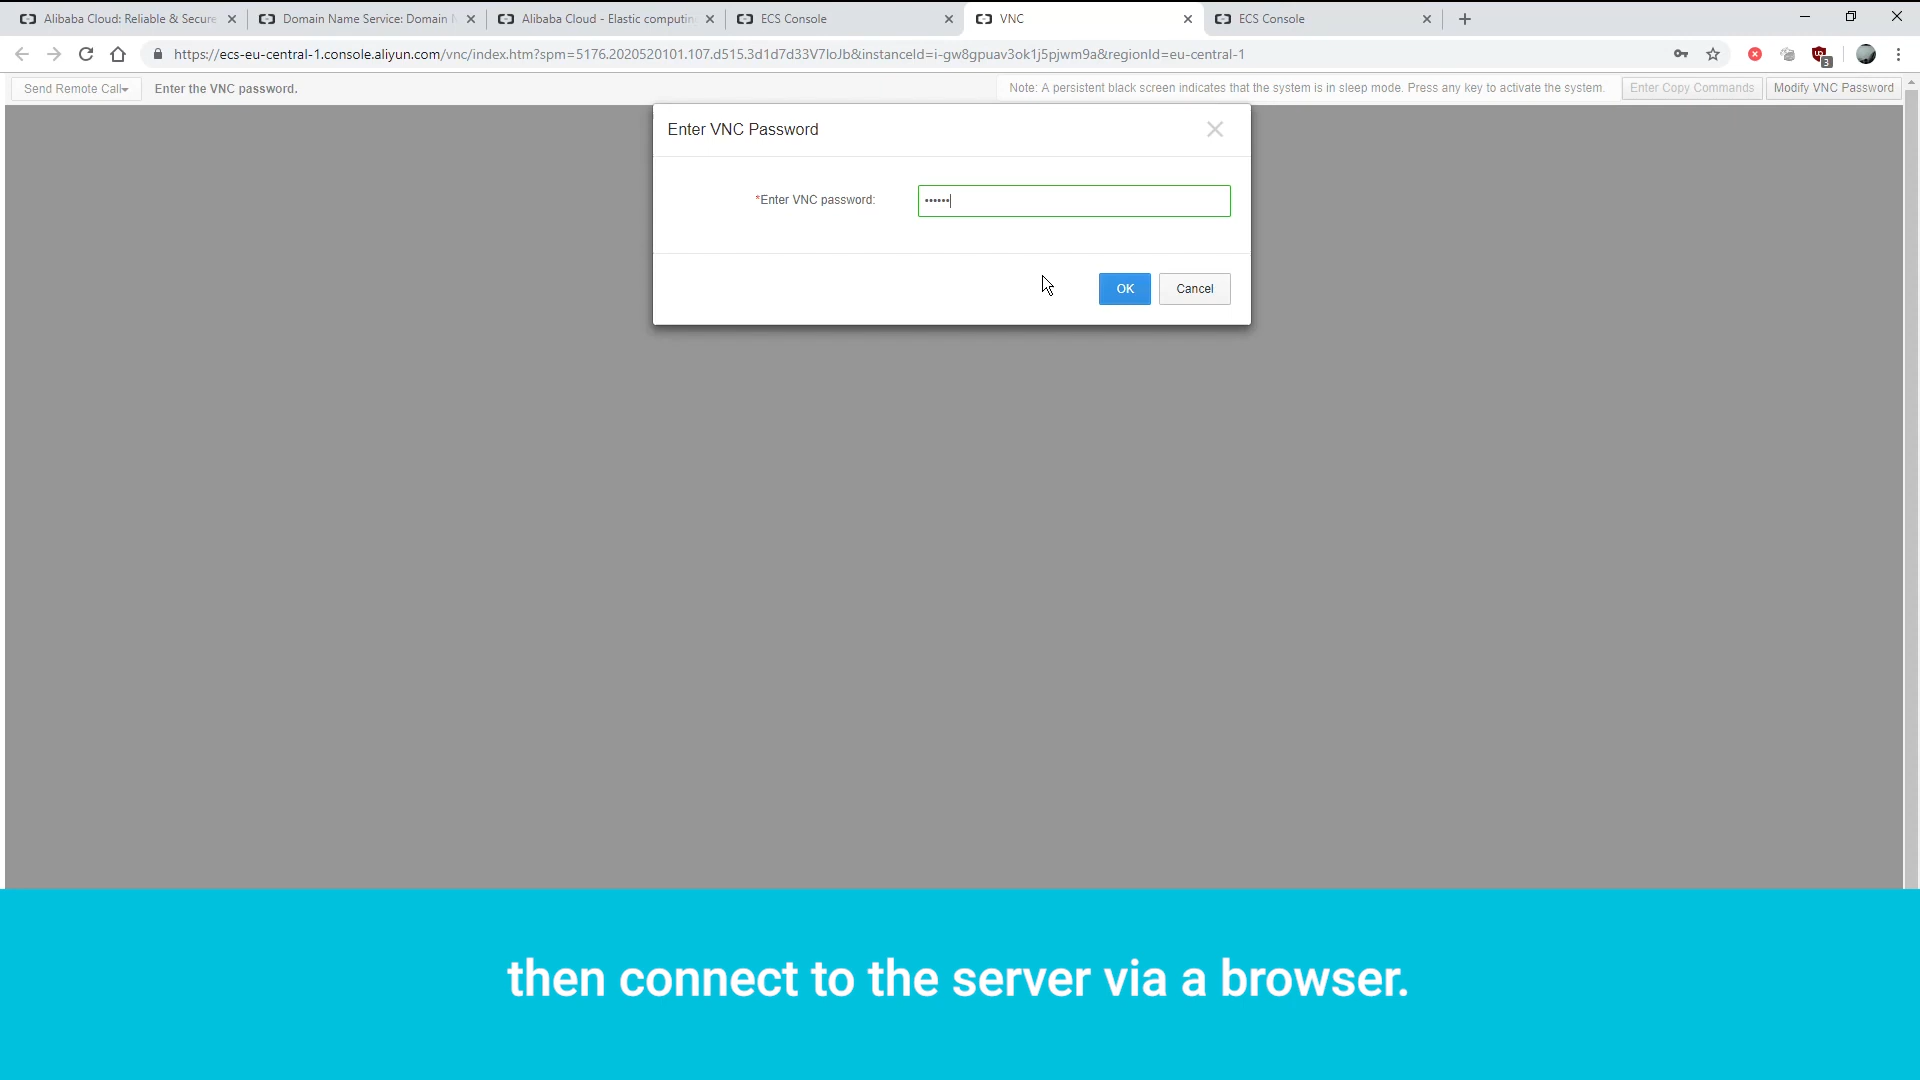 Alibaba Cloud: Reliable & Secure
Domain Name Service: Domain N
Alibaba Cloud - Elastic computin
ECS Console
VNC
ECS Console
https://ecs-eu-central-1.console.aliyun.com/vnc/index.htm?spm=5176.2020520101.107.d515.3d1d7d33V7loJb&instanceId=i-gw8gpuav3ok1j5pjwm9a&regionId=eu-central-1
3
Send Remote Call
Enter the VNC password.
Note: A persistent black screen indicates that the system is in sleep mode. Press any key to activate the system.
Enter Copy Commands
Modify VNC Password
Enter VNC Password
*Enter VNC password:
••••••
OK
Cancel
then connect to the server via a browser.